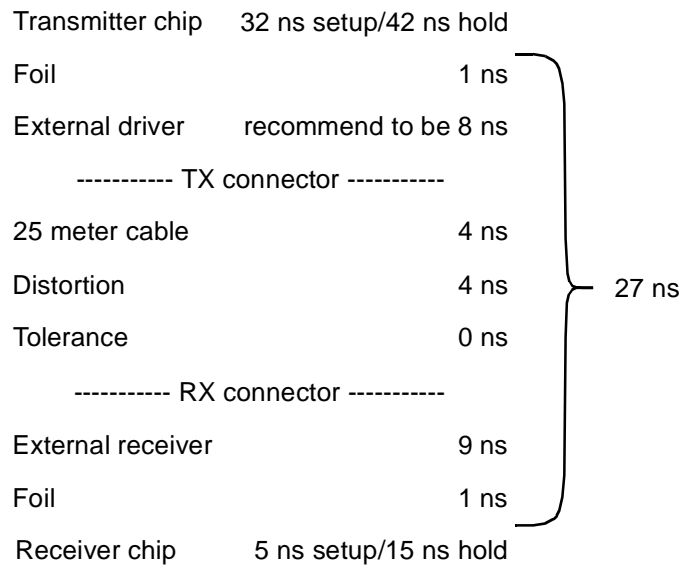 Transmitter chip 32 ns setup/42 ns hold
Foil 1 ns
External driver recommend to be 8 ns
----------- TX connector -----------
25 meter cable 4 ns
Distortion 4 ns
27 ns
Tolerance 0 ns
----------- RX connector -----------
External receiver 9 ns
Foil 1 ns
Receiver chip 5 ns setup/15 ns hold